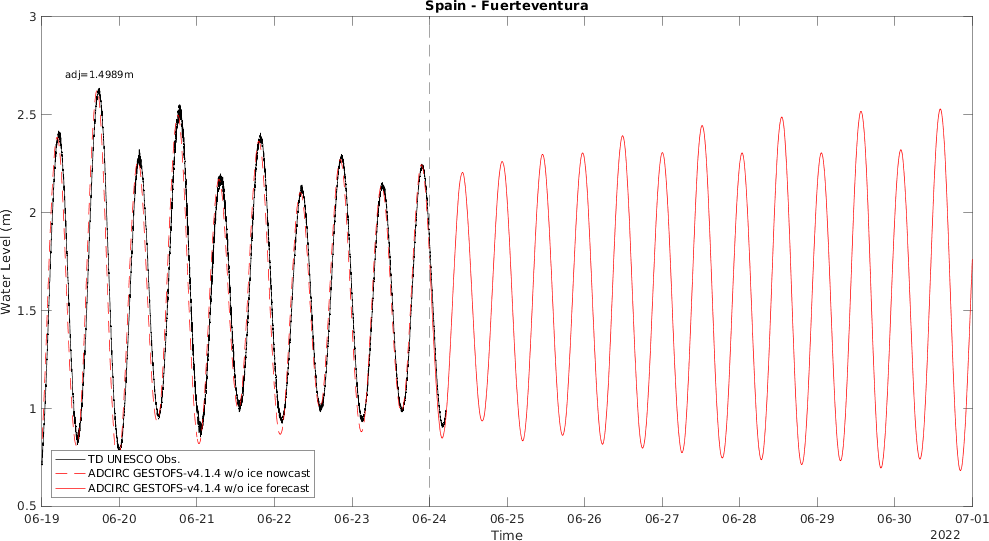 Spain - Fuerteventura
adj=1.4989m
3
2.5
2
1.5
1
0.5
Water Level (m)
TD UNESCO Obs.
ADCIRC GESTOFS-v4.1.4 w/o ice nowcast
ADCIRC GESTOFS-v4.1.4 w/o ice forecast
06-19 06-20 06-21 06-22 06-23 06-24 06-25 06-26 06-27 06-28 06-29 06-30 07-01
Time
2022